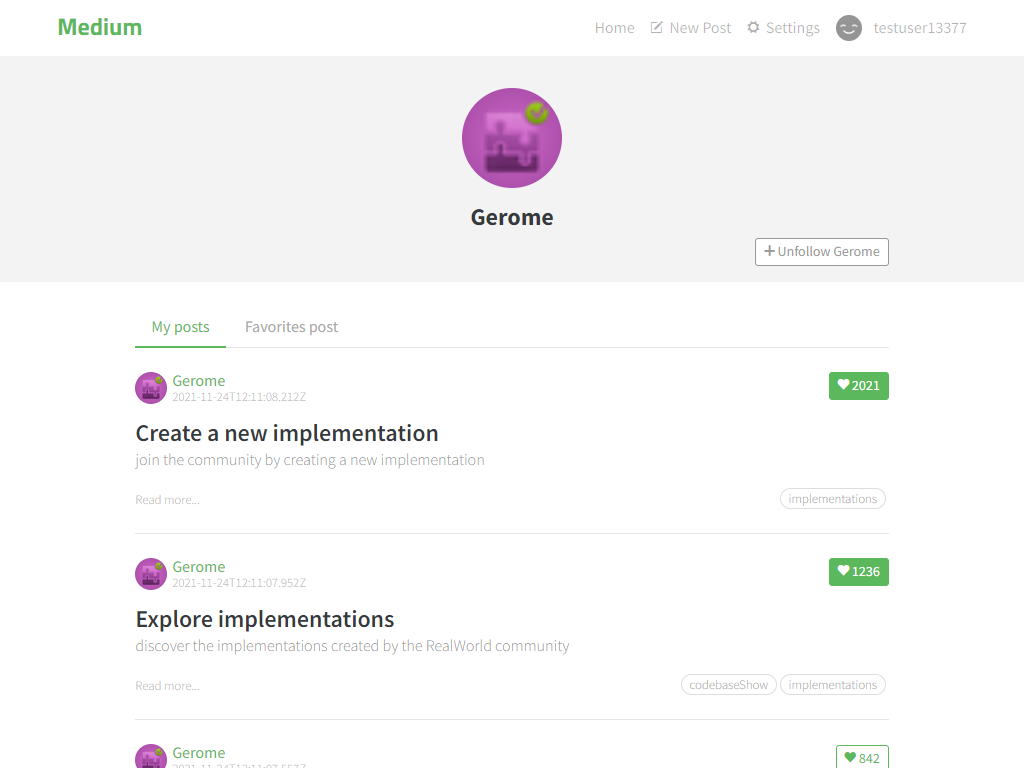 Medium
Home New Post Settings testuser13377
Gerome
Unfollow Gerome
My posts Favorites post
Gerome
2021-11-24T12:11:08.212Z
2021
Create a new implementation
join the community by creating a new implementation
Read more...
implementations
Gerome
2021-11-24T12:11:07.952Z
1236
Explore implementations
discover the implementations created by the RealWorld community
Read more...
codebaseShow implementations
Gerome
842